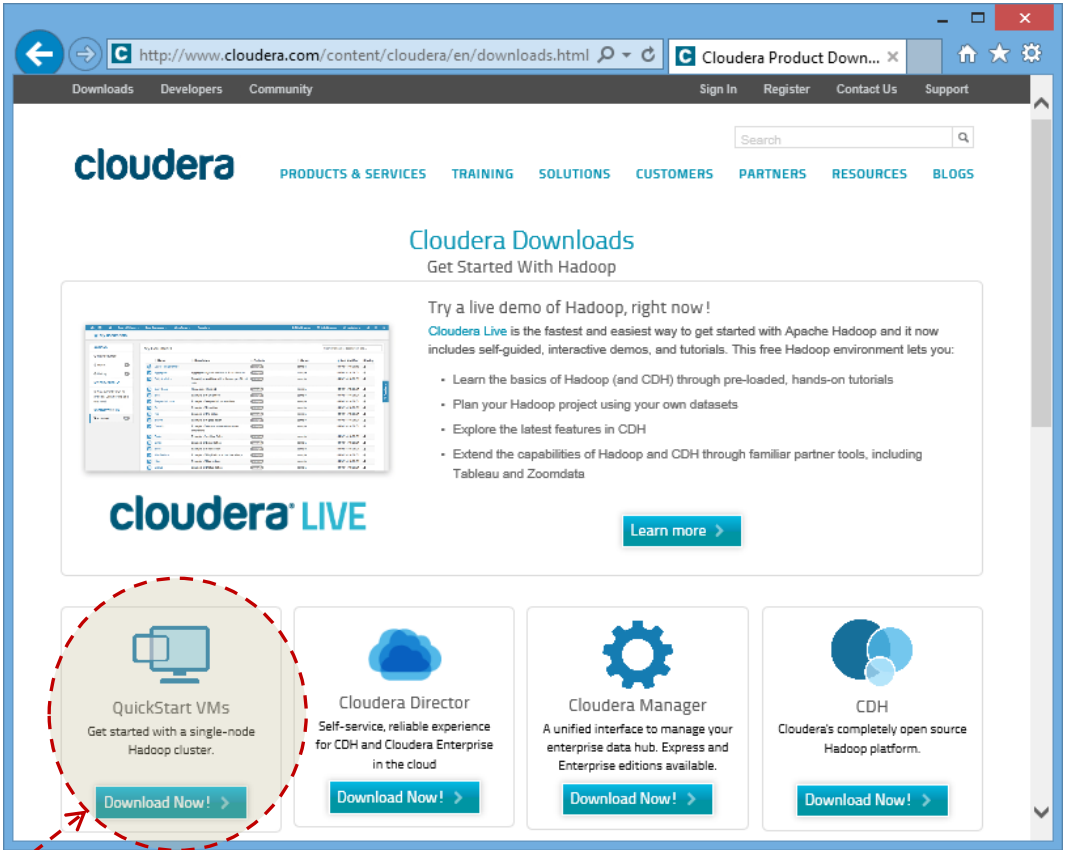 http://www.cloudera.com/content/cloudera/en/downloads.html
Cloudera Product Down...
Downloads Developers Community Sign In Register Contact Us Support
Search
cloudera
PRODUCTS & SERVICES TRAINING SOLUTIONS CUSTOMERS PARTNERS RESOURCES BLOGS
Cloudera Downloads
Get Started With Hadoop
Try a live demo of Hadoop, right now!
Cloudera Live is the fastest and easiest way to get started with Apache Hadoop and it now
includes self-guided, interactive demos, and tutorials. This free Hadoop environment lets you:
• Learn the basics of Hadoop (and CDH) through pre-loaded, hands-on tutorials
• Plan your Hadoop project using your own datasets
• Explore the latest features in CDH
• Extend the capabilities of Hadoop and CDH through familiar partner tools, including
Tableau and Zoomdata
cloudera LIVE
Learn more >
QuickStart VMs
Get started with a single-node
Hadoop cluster.
Download Now! >
Cloudera Director
Self-service, reliable experience
for CDH and Cloudera Enterprise
in the cloud
Download Now! >
Cloudera Manager
A unified interface to manage your
enterprise data hub. Express and
Enterprise editions available.
Download Now! >
CDH
Cloudera's completely open source
Hadoop platform.
Download Now! >